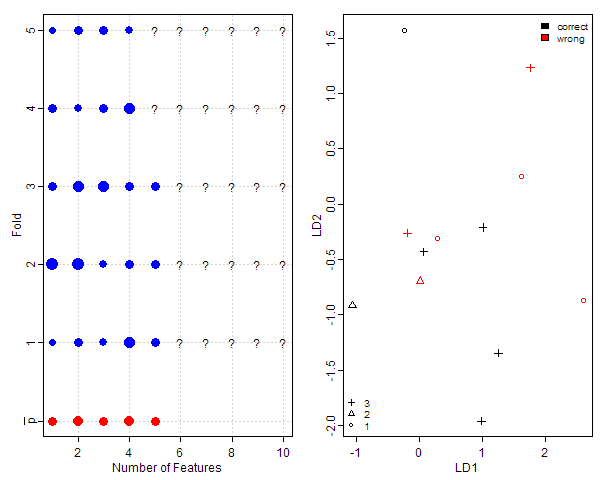 5
? ? ? ? ? ?
4
? ? ? ? ? ?
3
? ? ? ? ?
2
? ? ? ? ?
1
? ? ? ? ?
p
Fold
2 4 6 8 10
Number of Features
correct
wrong
1.5
1.0
0.5
0.0
-0.5
-1.0
-1.5
-2.0
LD2
3
2
1
-1 0 1 2
LD1